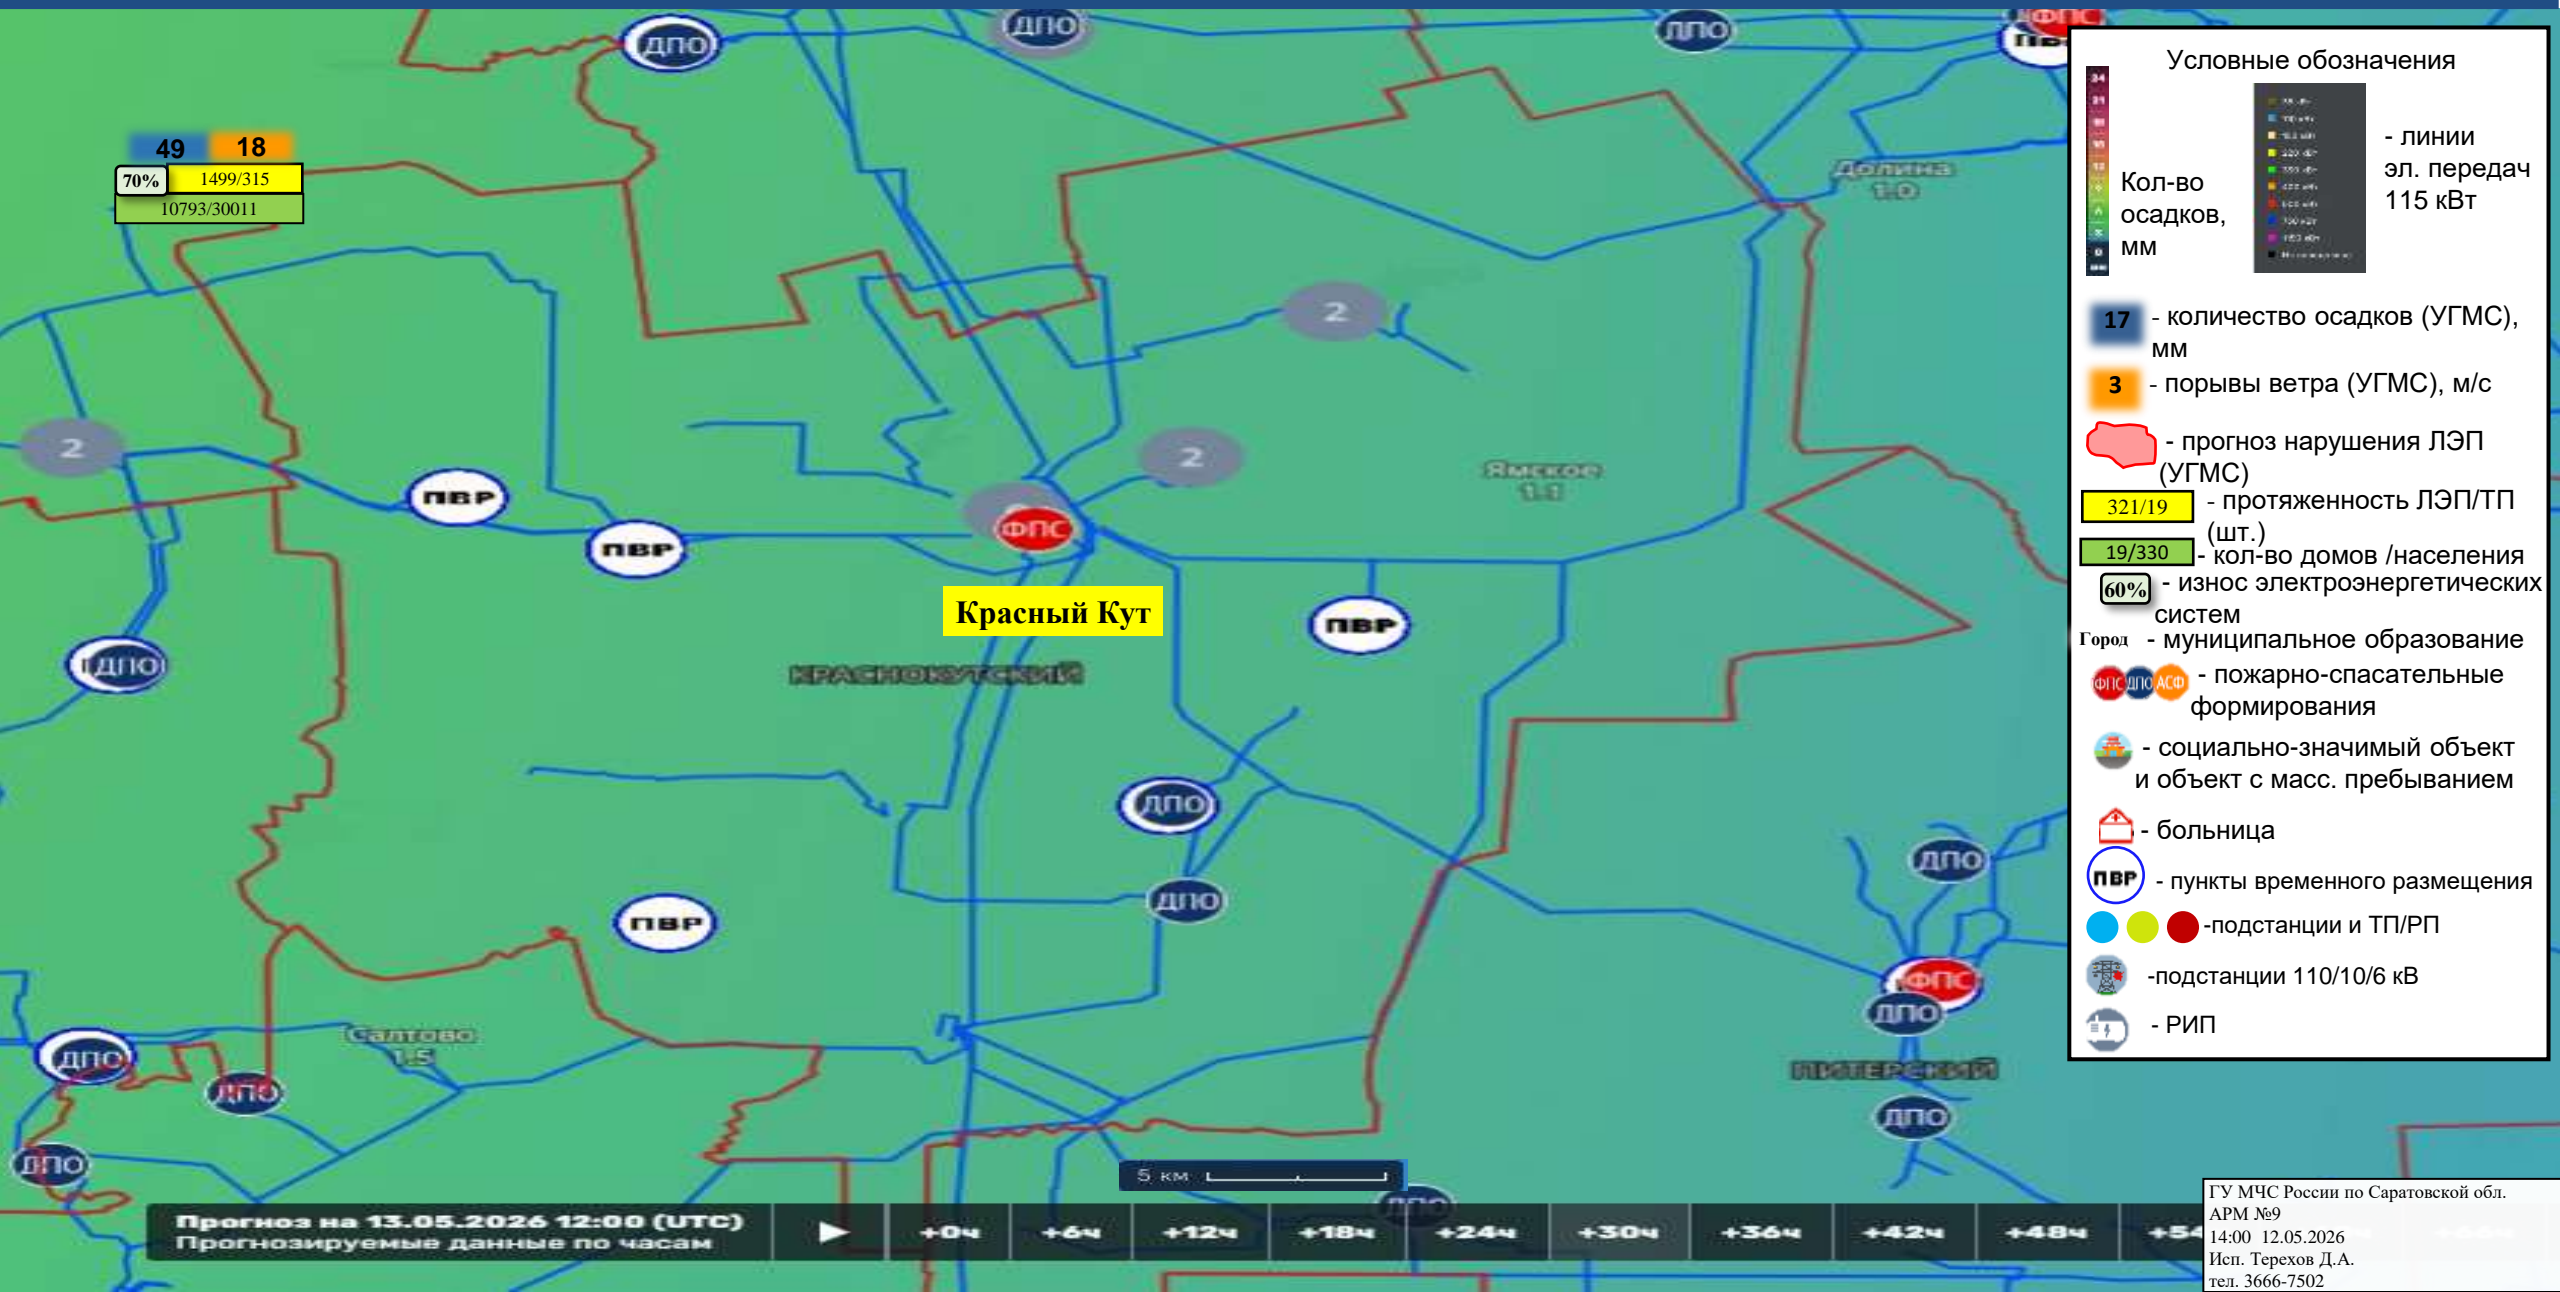 ДПО
ДПО
ДПО
ФПС
49 18
70% 1499/315
10793/30011
Долина
1.0
2
2
2
ПВР
ПВР
ФПС
Ямское
1.1
Красный Кут
ПВР
ДПО
КРАСНОКУТСКИЙ
ДПО
ДПО
ДПО
ПВР
ФПС
ДПО
Салтово
1.5
ДПО
ДПО
ПИТЕРСКИЙ
ДПО
ДПО
5 км
ДПО
Прогноз на 13.05.2026 12:00 (UTC)
Прогнозируемые данные по часам
+0ч +6ч +12ч +18ч +24ч +30ч +36ч +42ч +48ч +54
Условные обозначения
Кол-во
осадков,
мм
- линии
эл. передач
115 кВт
17 - количество осадков (УГМС),
мм
3 - порывы ветра (УГМС), м/с
- прогноз нарушения ЛЭП
(УГМС)
321/19 - протяженность ЛЭП/ТП
(шт.)
19/330 - кол-во домов /населения
60% - износ электроэнергетических
систем
Город - муниципальное образование
ФПС ДПО АСФ - пожарно-спасательные
формирования
- социально-значимый объект
и объект с масс. пребыванием
- больница
ПВР - пункты временного размещения
-подстанции и ТП/РП
-подстанции 110/10/6 кВ
- РИП
ГУ МЧС России по Саратовской обл.
АРМ №9
14:00 12.05.2026
Исп. Терехов Д.А.
тел. 3666-7502